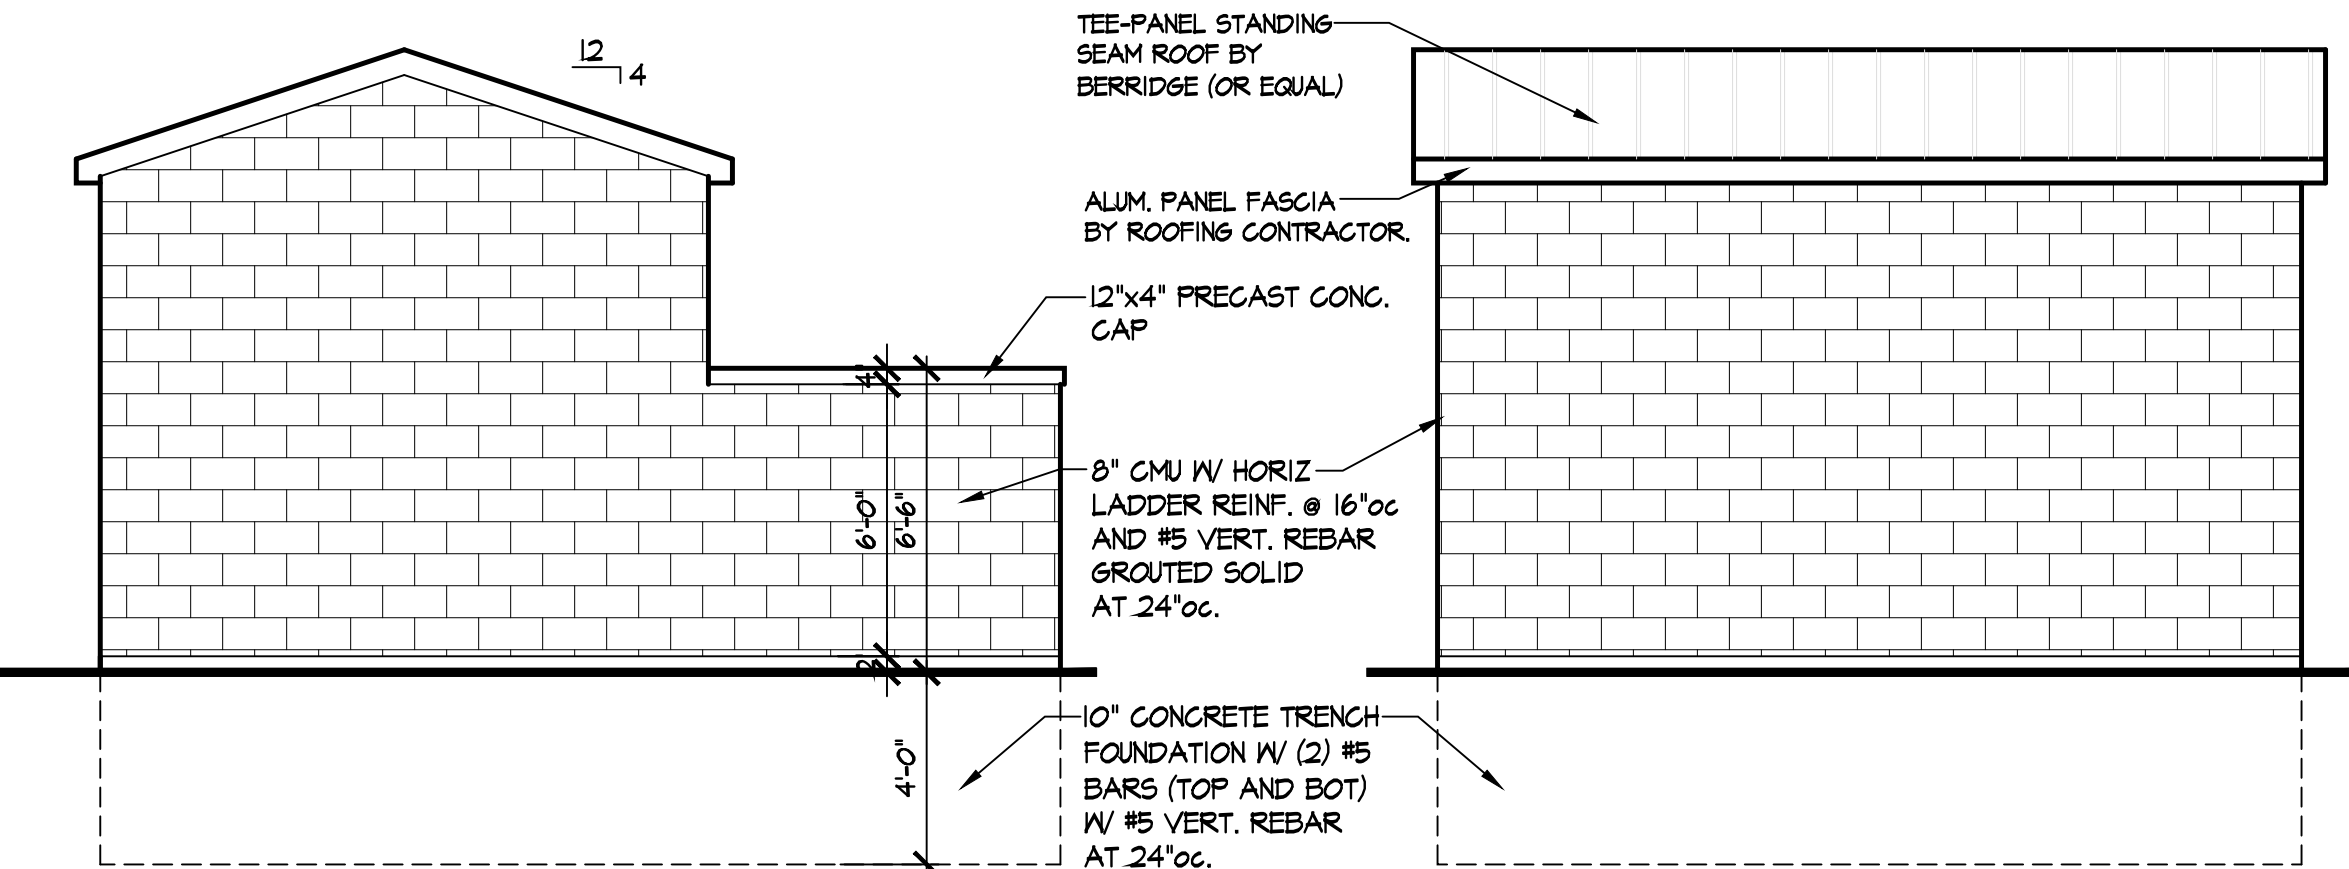 12
4
TEE-PANEL STANDING
SEAM ROOF BY
BERRIDGE (OR EQUAL)
ALUM. PANEL FASCIA
BY ROOFING CONTRACTOR.
12"x4" PRECAST CONC.
CAP
4"
8" CMU W/ HORIZ
LADDER REINF. @ 16"oc
AND #5 VERT. REBAR
GROUTED SOLID
AT 24"oc.
6'-0"
6'-6"
2"
10" CONCRETE TRENCH
FOUNDATION W/ (2) #5
BARS (TOP AND BOT)
W/ #5 VERT. REBAR
AT 24"oc.
4'-0"